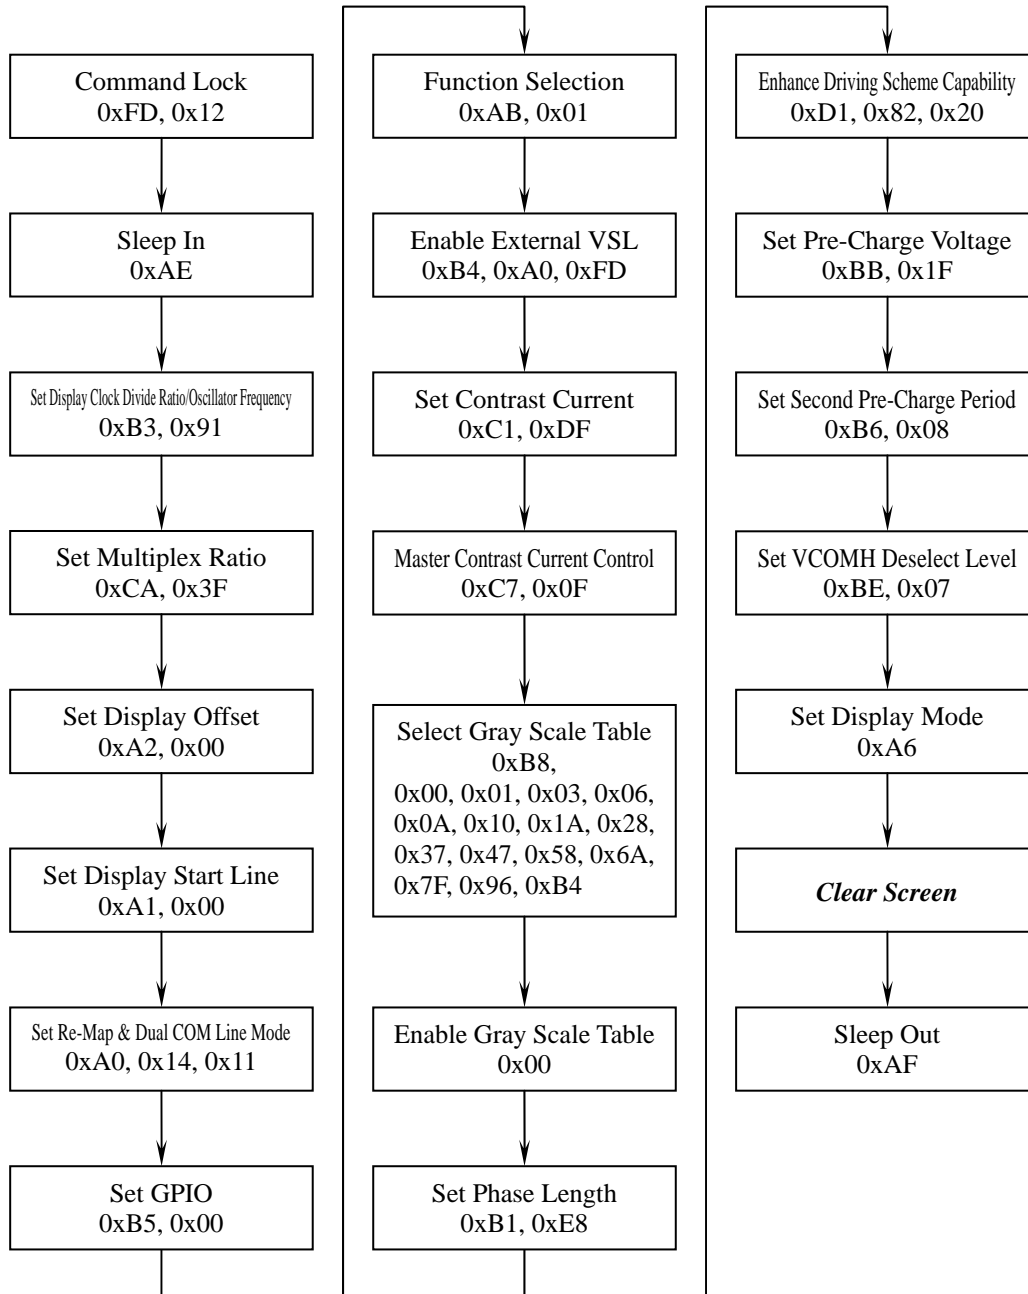 Command Lock
0xFD, 0x12
Sleep In
0xAE
Set Display Clock Divide Ratio/Oscillator Frequency
0xB3, 0x91
Set Multiplex Ratio
0xCA, 0x3F
Set Display Offset
0xA2, 0x00
Set Display Start Line
0xA1, 0x00
Set Re-Map & Dual COM Line Mode
0xA0, 0x14, 0x11
Set GPIO
0xB5, 0x00
Function Selection
0xAB, 0x01
Enable External VSL
0xB4, 0xA0, 0xFD
Set Contrast Current
0xC1, 0xDF
Master Contrast Current Control
0xC7, 0x0F
Select Gray Scale Table
0xB8,
0x00, 0x01, 0x03, 0x06,
0x0A, 0x10, 0x1A, 0x28,
0x37, 0x47, 0x58, 0x6A,
0x7F, 0x96, 0xB4
Enable Gray Scale Table
0x00
Set Phase Length
0xB1, 0xE8
Enhance Driving Scheme Capability
0xD1, 0x82, 0x20
Set Pre-Charge Voltage
0xBB, 0x1F
Set Second Pre-Charge Period
0xB6, 0x08
Set VCOMH Deselect Level
0xBE, 0x07
Set Display Mode
0xA6
Clear Screen
Sleep Out
0xAF